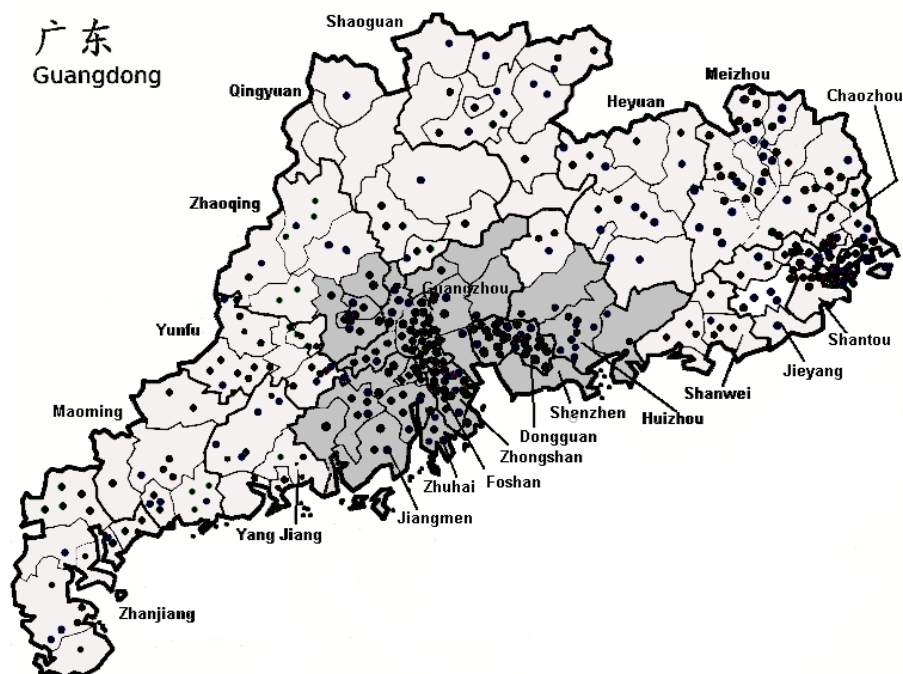 广东
Guangdong
Shaoguan
Qingyuan
Meizhou
Heyuan
Chaozhou
Zhaoqing
Guangzhou
Yunfu
Shantou
Jieyang
Shanwei
Maoming
Shenzhen
Huizhou
Dongguan
Zhongshan
Zhuhai
Foshan
Jiangmen
Yang Jiang
Zhanjiang